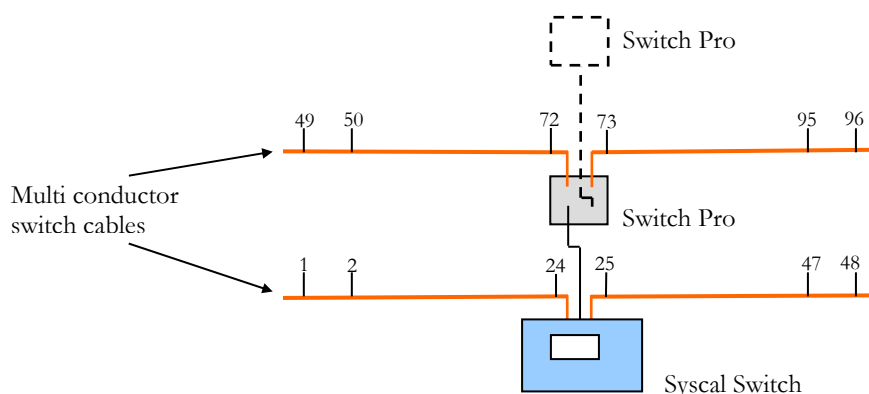 Switch Pro
49 50 72 73 95 96
Multi conductor
switch cables
Switch Pro
1 2 24 25 47 48
Syscal Switch